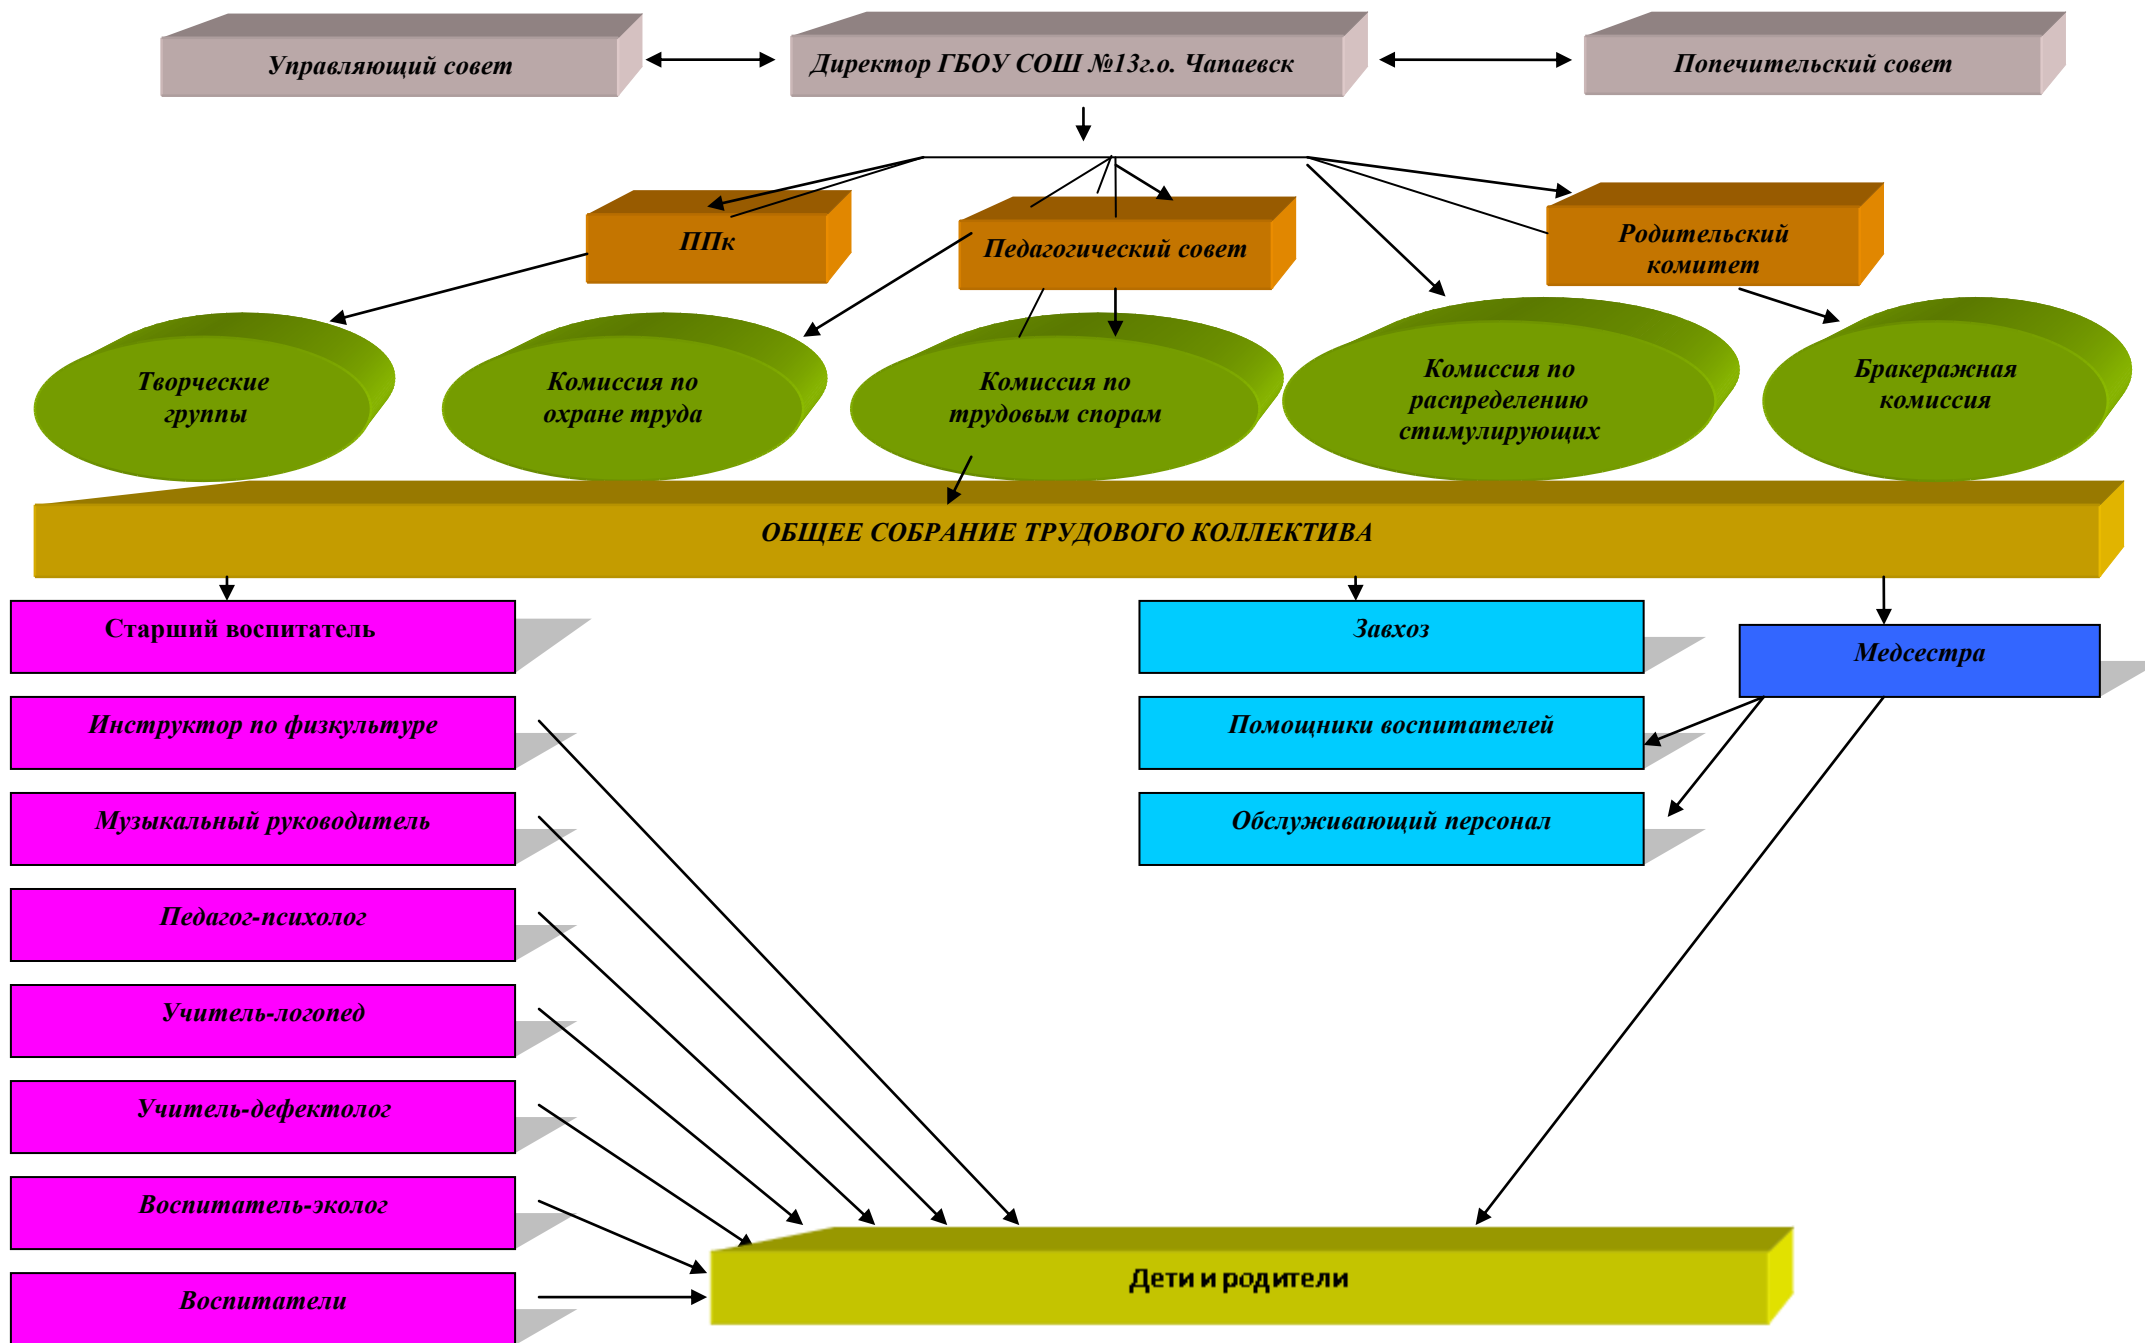 Управляющий совет
Директор ГБОУ СОШ №13г.о. Чапаевск
Попечительский совет
ППк
Педагогический совет
Родительский
комитет
Творческие
группы
Комиссия по
охране труда
Комиссия по
трудовым спорам
Комиссия по
распределению
стимулирующих
Бракеражная
комиссия
ОБЩЕЕ СОБРАНИЕ ТРУДОВОГО КОЛЛЕКТИВА
Старший воспитатель
Завхоз
Медсестра
Инструктор по физкультуре
Помощники воспитателей
Музыкальный руководитель
Обслуживающий персонал
Педагог-психолог
Учитель-логопед
Учитель-дефектолог
Воспитатель-эколог
Дети и родители
Воспитатели